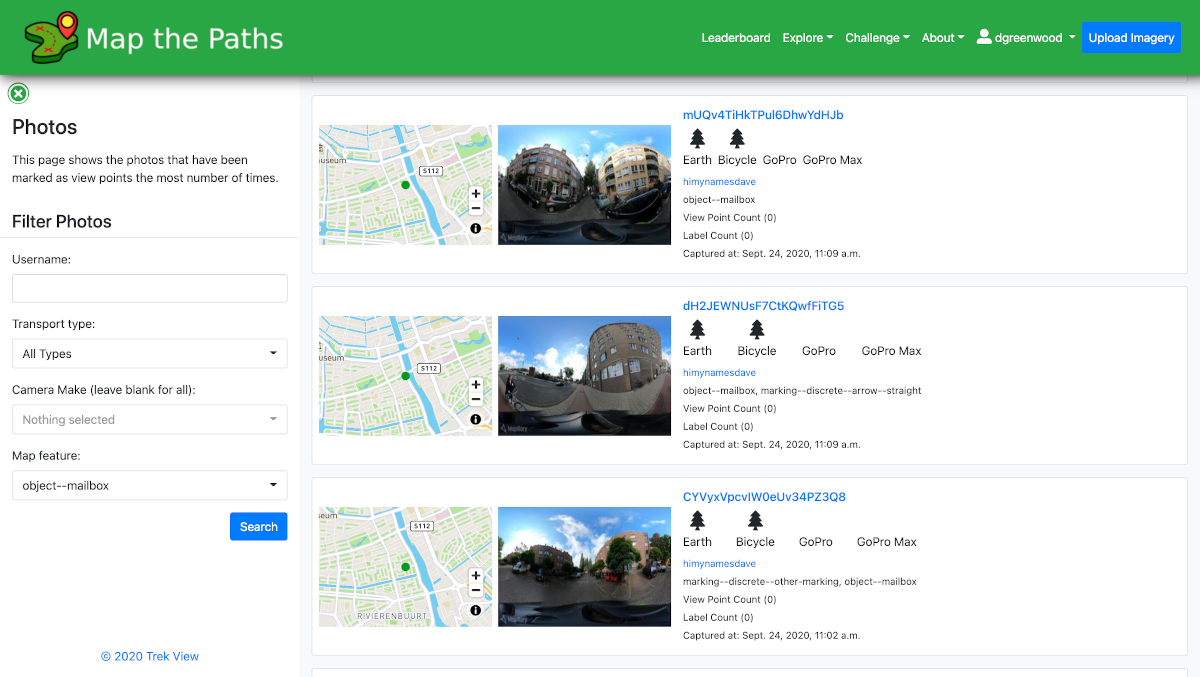 Map the Paths
Leaderboard Explore Challenge About dgreenwood Upload Imagery
Photos
This page shows the photos that have been
marked as view points the most number of times.
Filter Photos
Username:
Transport type:
All Types
Camera Make (leave blank for all):
Nothing selected
Map feature:
object--mailbox
Search
© 2020 Trek View
useum
S112
Mapillary
mUQv4TiHkTPul6DhwYdHJb
Earth Bicycle GoPro GoPro Max
himynamesdave
object--mailbox
View Point Count (0)
Label Count (0)
Captured at: Sept. 24, 2020, 11:09 a.m.
useum
S112
Mapillary
dH2JEWNUsF7CtKQwfFiTG5
Earth Bicycle GoPro GoPro Max
himynamesdave
object--mailbox, marking--discrete--arrow--straight
View Point Count (0)
Label Count (0)
Captured at: Sept. 24, 2020, 11:09 a.m.
seum
S112
RIVIERENBUURT
Mapillary
CYVyxVpcvIW0eUv34PZ3Q8
Earth Bicycle GoPro GoPro Max
himynamesdave
marking--discrete--other-marking, object--mailbox
View Point Count (0)
Label Count (0)
Captured at: Sept. 24, 2020, 11:02 a.m.